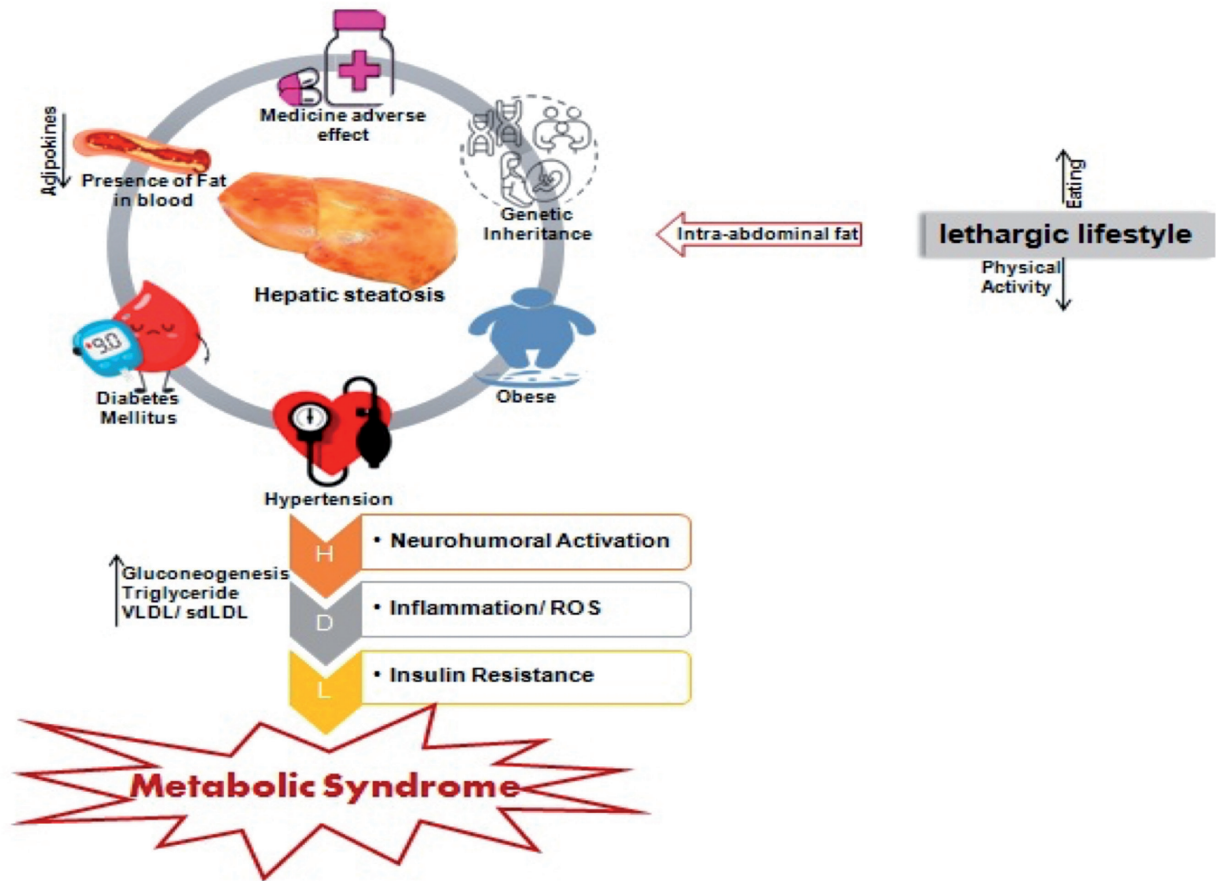 Medicine adverse
effect
Adipokines
Presence of Fat
in blood
Genetic
Inheritance
Hepatic steatosis
9.0
Diabetes
Mellitus
Obese
Hypertension
Intra-abdominal fat
Eating
lethargic lifestyle
Physical
Activity
Gluconeogenesis
Triglyceride
VLDL/ sdLDL
H
• Neurohumoral Activation
D
• Inflammation/ ROS
L
• Insulin Resistance
Metabolic Syndrome